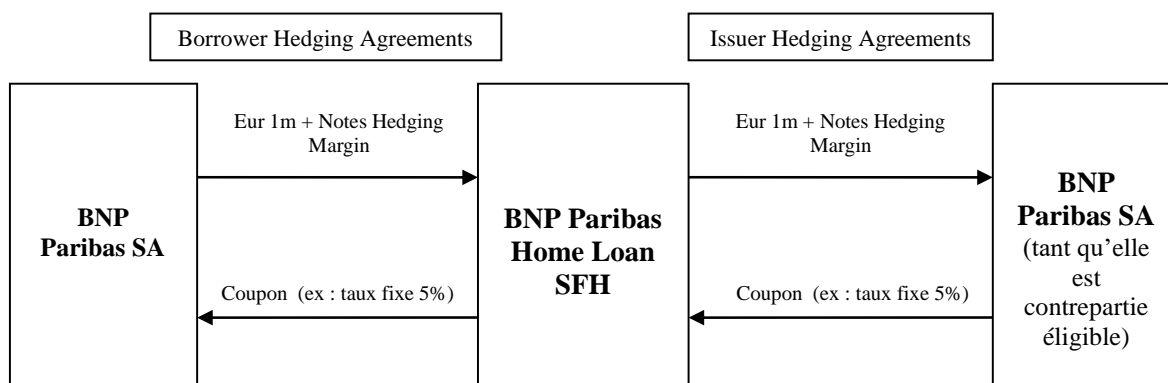 Borrower Hedging Agreements
Issuer Hedging Agreements
Eur 1m + Notes Hedging
Margin
Eur 1m + Notes Hedging
Margin
BNP
Paribas SA
BNP Paribas
Home Loan
SFH
BNP
Paribas SA
(tant qu’elle
est
contrepartie
éligible)
Coupon (ex : taux fixe 5%)
Coupon (ex : taux fixe 5%)